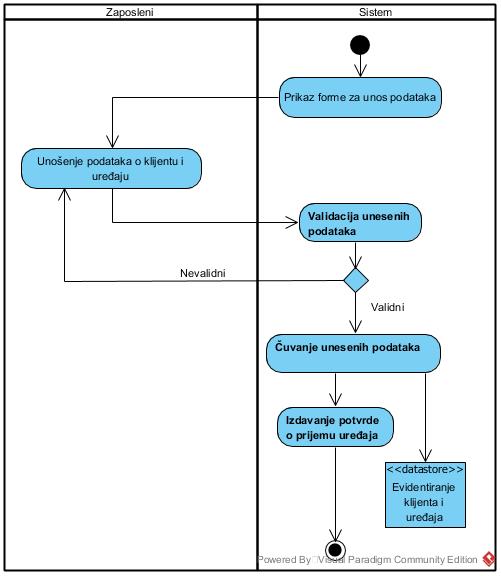 Zaposleni
Sistem
Prikaz forme za unos podataka
Unošenje podataka o klijentu i
uređaju
Validacija unesenih
podataka
Nevalidni
Validni
Čuvanje unesenih podataka
Izdavanje potvrde
o prijemu uređaja
<<datastore>>
Evidentiranje
klijenta i
uređaja
Powered By Visual Paradigm Community Edition